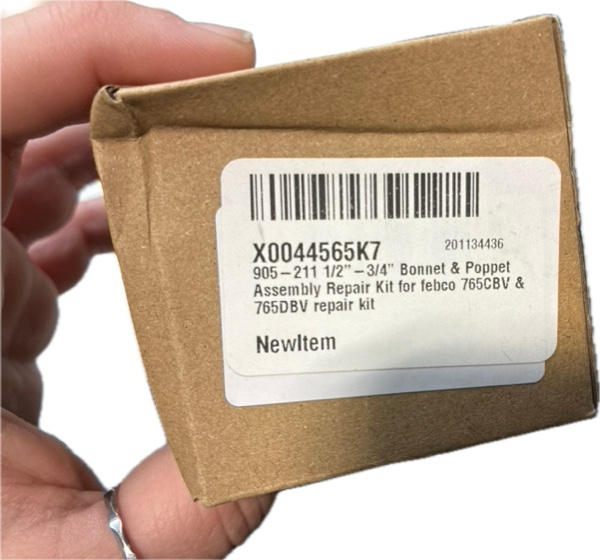 X0044565K7 201134436
905-211 1/2"-3/4" Bonnet & Poppet
Assembly Repair Kit for febco 765CBV &
765DBV repair kit
NewItem